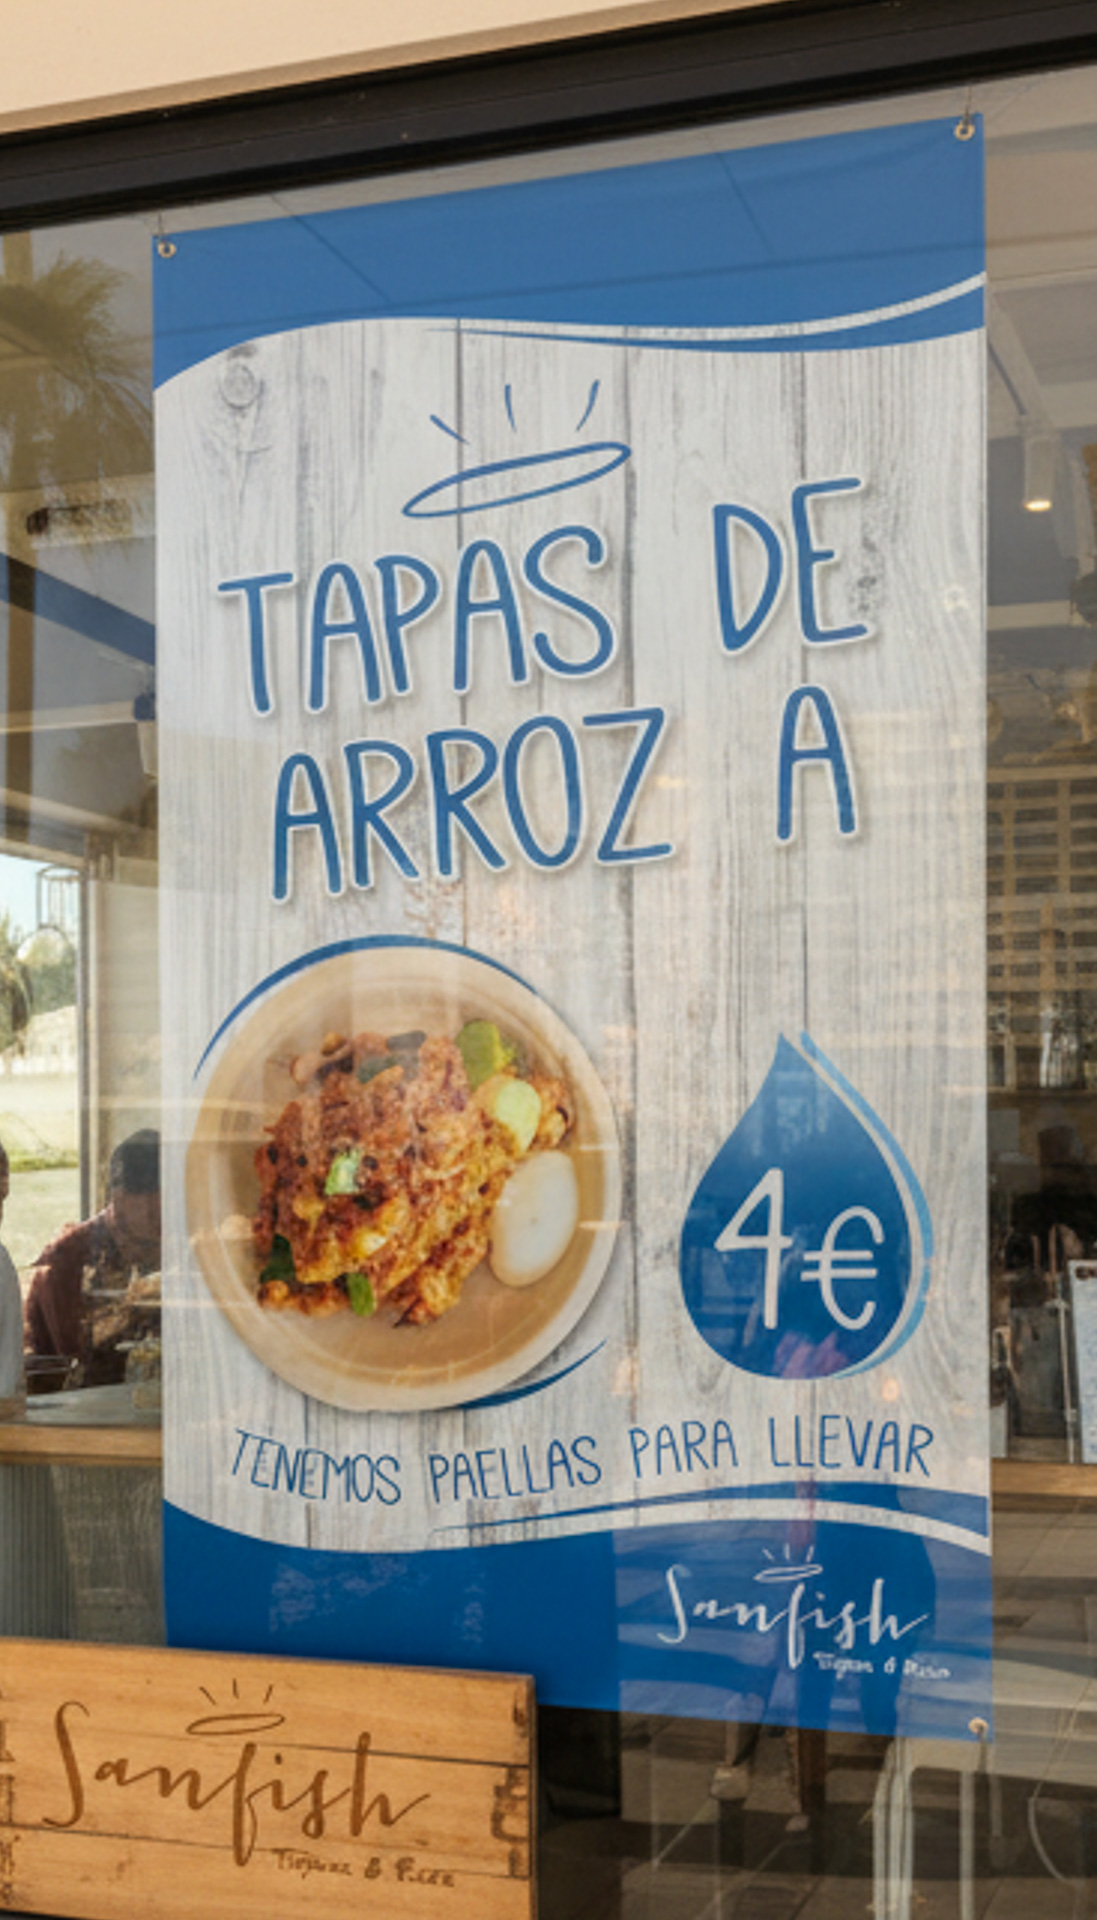 TAPAS DE
ARROZ A
4€
TENEMOS PAELLAS PARA LLEVAR
Sanfish
Sanfish